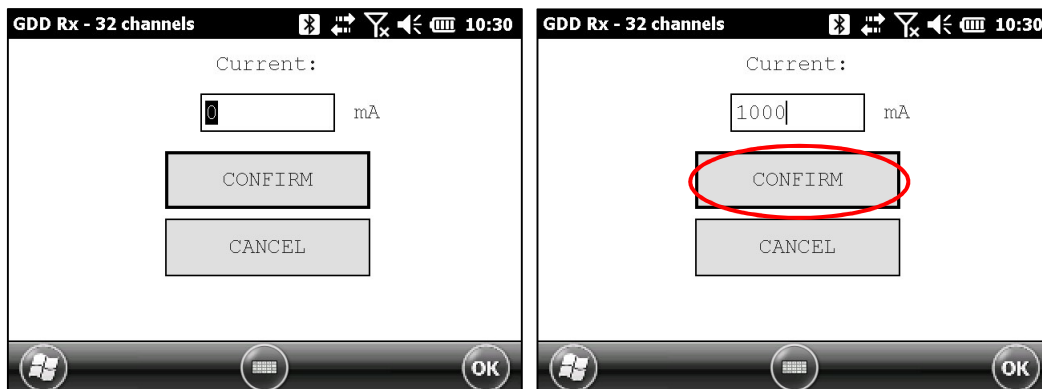 GDD Rx - 32 channels 10:30
Current:
0 mA
CONFIRM
CANCEL
OK
GDD Rx - 32 channels 10:30
Current:
1000 mA
CONFIRM
CANCEL
OK